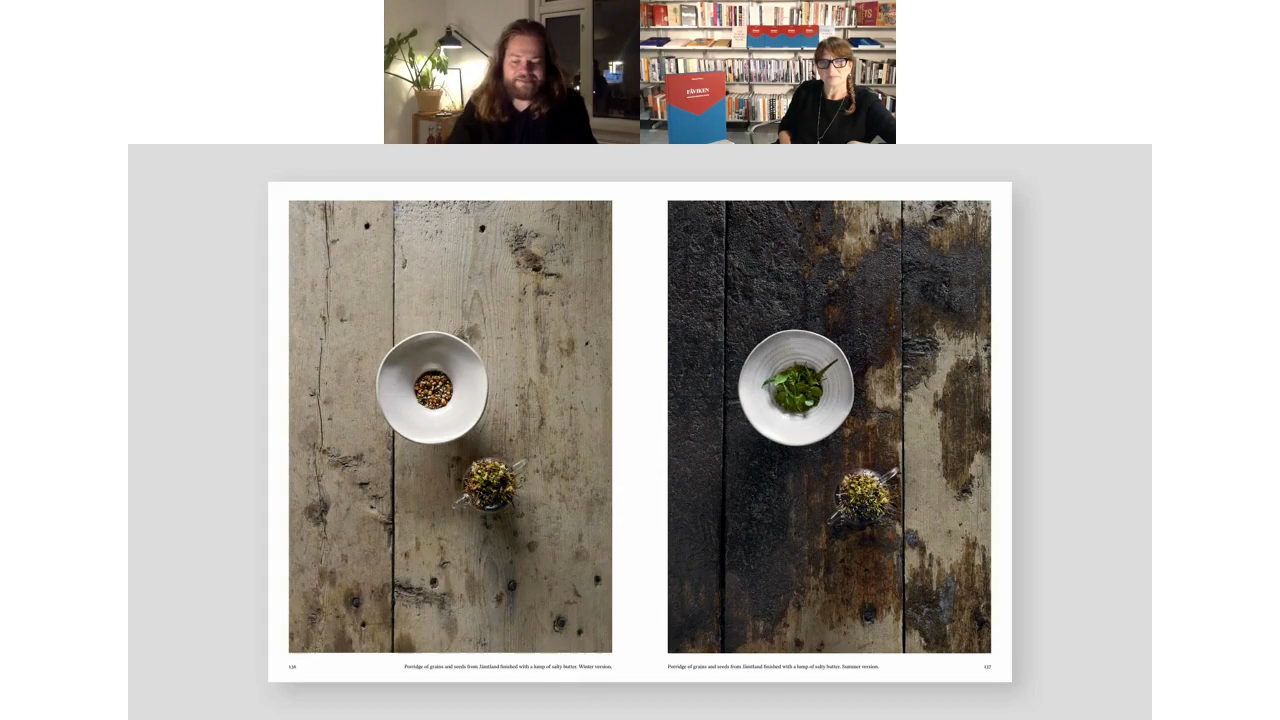 FÄVIKEN
136
Porridge of grains and seeds from Jämtland finished with a lump of salty butter. Winter version.
Porridge of grains and seeds from Jämtland finished with a lump of salty butter. Summer version.
137